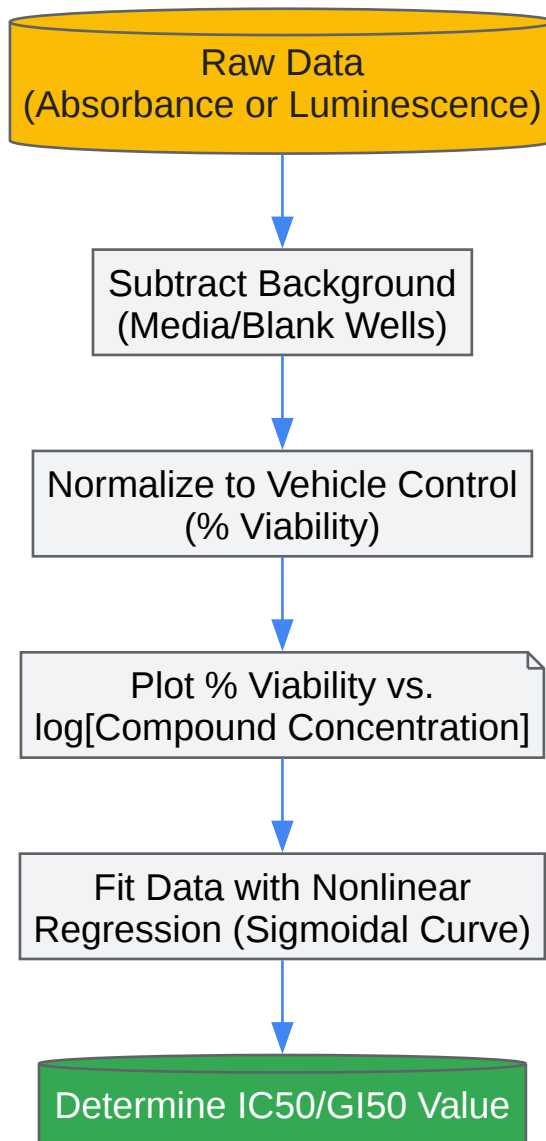 Raw Data
(Absorbance or Luminescence)
Subtract Background
(Media/Blank Wells)
Normalize to Vehicle Control
(% Viability)
Plot % Viability vs.
log[Compound Concentration]
Fit Data with Nonlinear
Regression (Sigmoidal Curve)
Determine IC50/GI50 Value